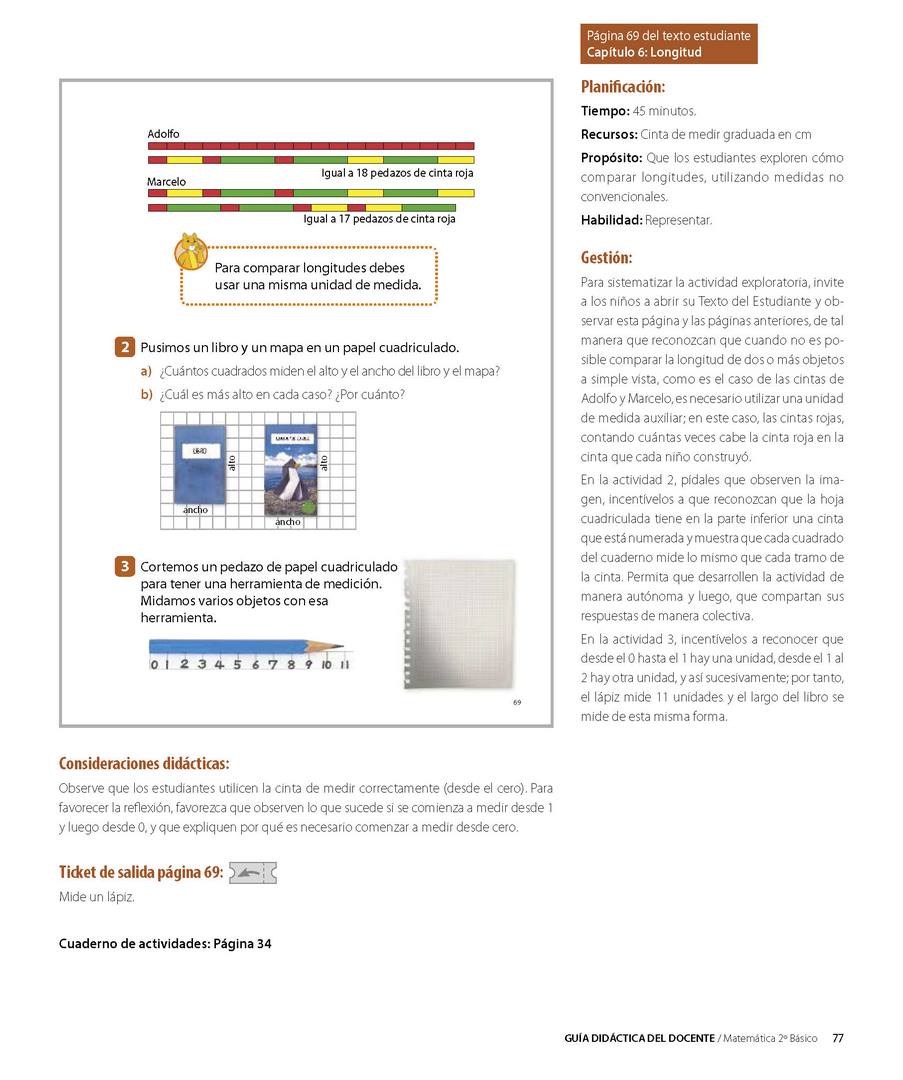 Página 69 del texto estudiante
Capítulo 6: Longitud
Adolfo
Igual a 18 pedazos de cinta roja
Marcelo
Igual a 17 pedazos de cinta roja
Para comparar longitudes debes
usar una misma unidad de medida.
2 Pusimos un libro y un mapa en un papel cuadriculado.
a) ¿Cuántos cuadrados miden el alto y el ancho del libro y el mapa?
b) ¿Cuál es más alto en cada caso? ¿Por cuánto?
LIBRO
alto
ancho
alto
ancho
3 Cortemos un pedazo de papel cuadriculado
para tener una herramienta de medición.
Midamos varios objetos con esa
herramienta.
0 1 2 3 4 5 6 7 8 9 10 11
69
Planificación:
Tiempo: 45 minutos.
Recursos: Cinta de medir graduada en cm
Propósito: Que los estudiantes exploren cómo
comparar longitudes, utilizando medidas no
convencionales.
Habilidad: Representar.
Gestión:
Para sistematizar la actividad exploratoria, invite
a los niños a abrir su Texto del Estudiante y ob-
servar esta página y las páginas anteriores, de tal
manera que reconozcan que cuando no es po-
sible comparar la longitud de dos o más objetos
a simple vista, como es el caso de las cintas de
Adolfo y Marcelo, es necesario utilizar una unidad
de medida auxiliar; en este caso, las cintas rojas,
contando cuántas veces cabe la cinta roja en la
cinta que cada niño construyó.
En la actividad 2, pídales que observen la ima-
gen, incentívelos a que reconozcan que la hoja
cuadriculada tiene en la parte inferior una cinta
que está numerada y muestra que cada cuadrado
del cuaderno mide lo mismo que cada tramo de
la cinta. Permita que desarrollen la actividad de
manera autónoma y luego, que compartan sus
respuestas de manera colectiva.
En la actividad 3, incentívelos a reconocer que
desde el 0 hasta el 1 hay una unidad, desde el 1 al
2 hay otra unidad, y así sucesivamente; por tanto,
el lápiz mide 11 unidades y el largo del libro se
mide de esta misma forma.
Consideraciones didácticas:
Observe que los estudiantes utilicen la cinta de medir correctamente (desde el cero). Para
favorecer la reflexión, favorezca que observen lo que sucede si se comienza a medir desde 1
y luego desde 0, y que expliquen por qué es necesario comenzar a medir desde cero.
Ticket de salida página 69:
Mide un lápiz.
Cuaderno de actividades: Página 34
GUÍA DIDÁCTICA DEL DOCENTE / Matemática 2º Básico 77